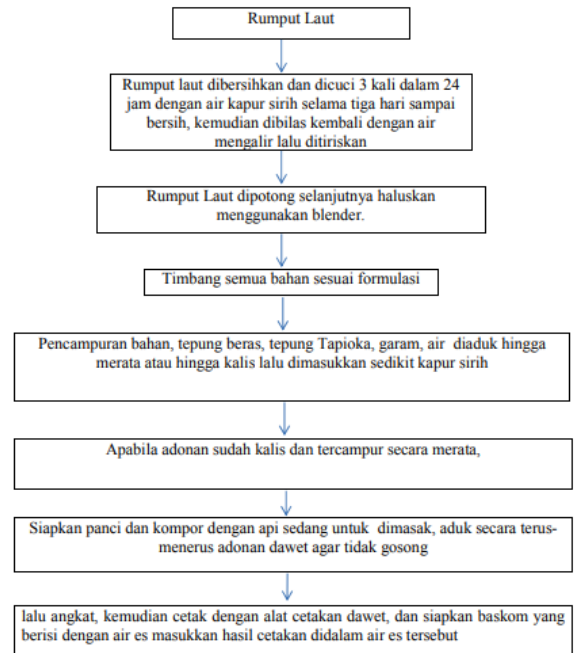 Rumput Laut
Rumput laut dibersihkan dan dicuci 3 kali dalam 24
jam dengan air kapur sirih selama tiga hari sampai
bersih, kemudian dibilas kembali dengan air
mengalir lalu ditiriskan
Rumput Laut dipotong selanjutnya haluskan
menggunakan blender.
Timbang semua bahan sesuai formulasi
Pencampuran bahan, tepung beras, tepung Tapioka, garam, air diaduk hingga
merata atau hingga kalis lalu dimasukkan sedikit kapur sirih
Apabila adonan sudah kalis dan tercampur secara merata,
Siapkan panci dan kompor dengan api sedang untuk dimasak, aduk secara terus-
menerus adonan dawet agar tidak gosong
lalu angkat, kemudian cetak dengan alat cetakan dawet, dan siapkan baskom yang
berisi dengan air es masukkan hasil cetakan didalam air es tersebut